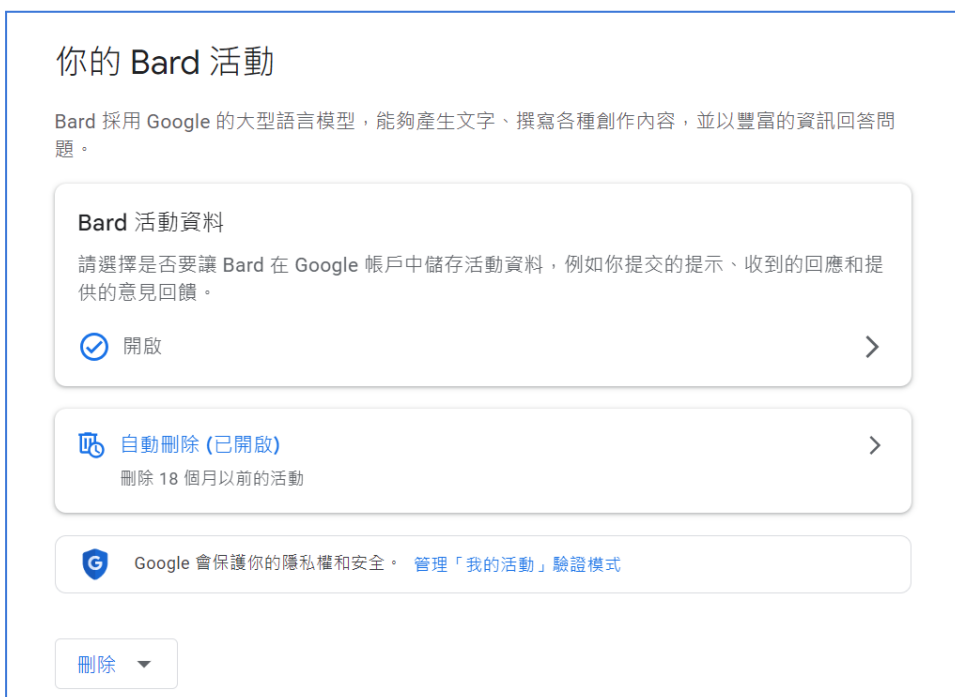 你的 Bard 活動
Bard 採用 Google 的大型語言模型，能夠產生文字、撰寫各種創作內容，並以豐富的資訊回答問
題。
Bard 活動資料
請選擇是否要讓 Bard 在 Google 帳戶中儲存活動資料，例如你提交的提示、收到的回應和提
供的意見回饋。
開啟
自動刪除 (已開啟)
刪除 18 個月以前的活動
G
Google 會保護你的隱私權和安全。 管理「我的活動」驗證模式
刪除